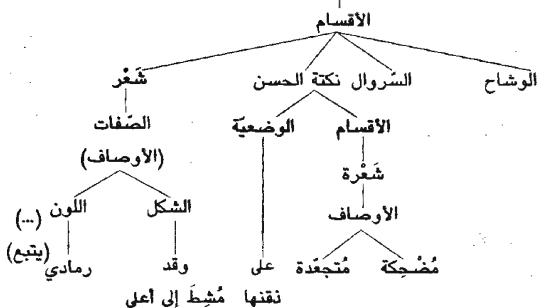 الأقسام
الوشاح السّروال نكتة الحسن شَعْر
الأقسام الوضعيّة الصّفات
شَعْرة (الأوصاف)
الأوصاف الشكل اللون (...)
مُضْحِكة مُتجعّدة على وقد رمادي (يتبع)
ذقنها مُشِطَ إلى أعلى